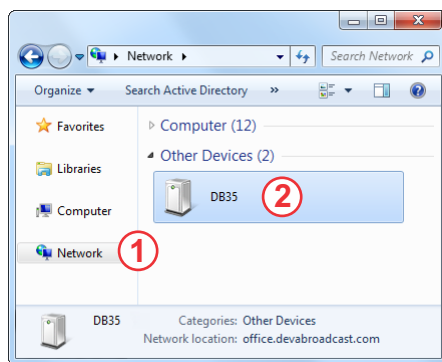 Network
Search Network
Organize
Search Active Directory
»
Favorites
Libraries
Computer
Network
1
Computer (12)
Other Devices (2)
DB35
2
DB35
Categories: Other Devices
Network location: office.devabroadcast.com